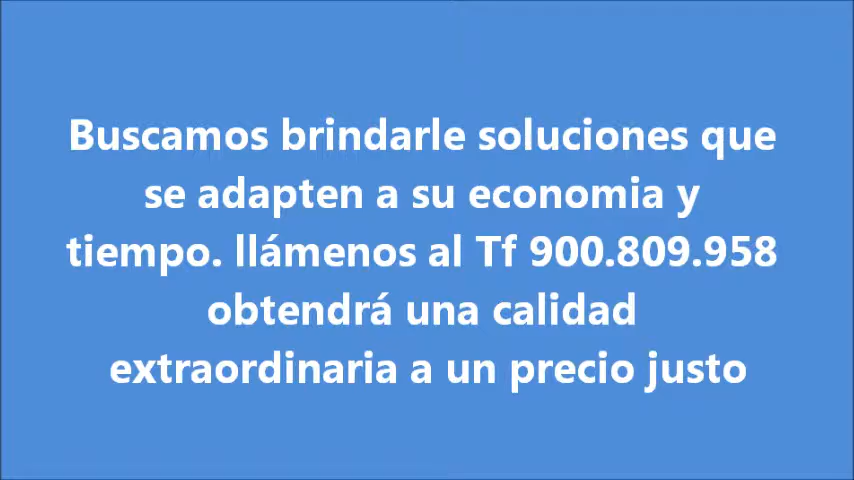 Buscamos brindarle soluciones que
se adapten a su economia y
tiempo. llámenos al Tf 900.809.958
obtendrá una calidad
extraordinaria a un precio justo